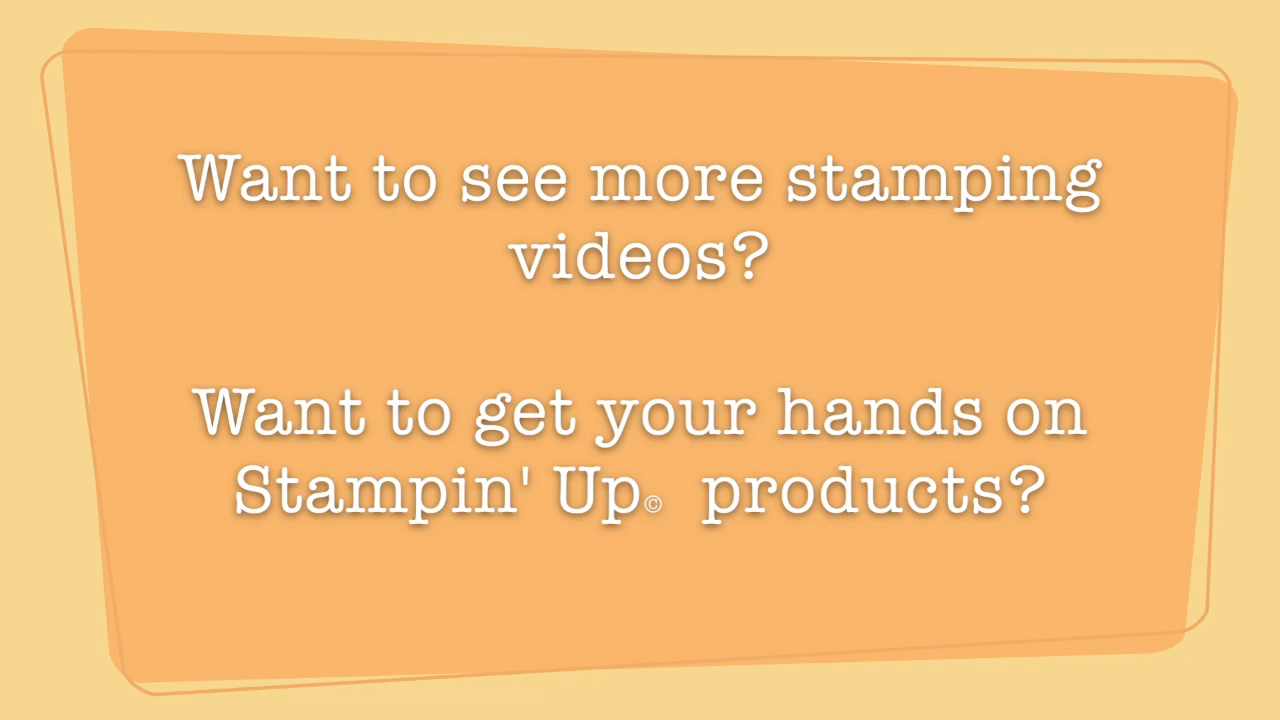 Want to see more stamping
videos?
Want to get your hands on
Stampin' Up© products?